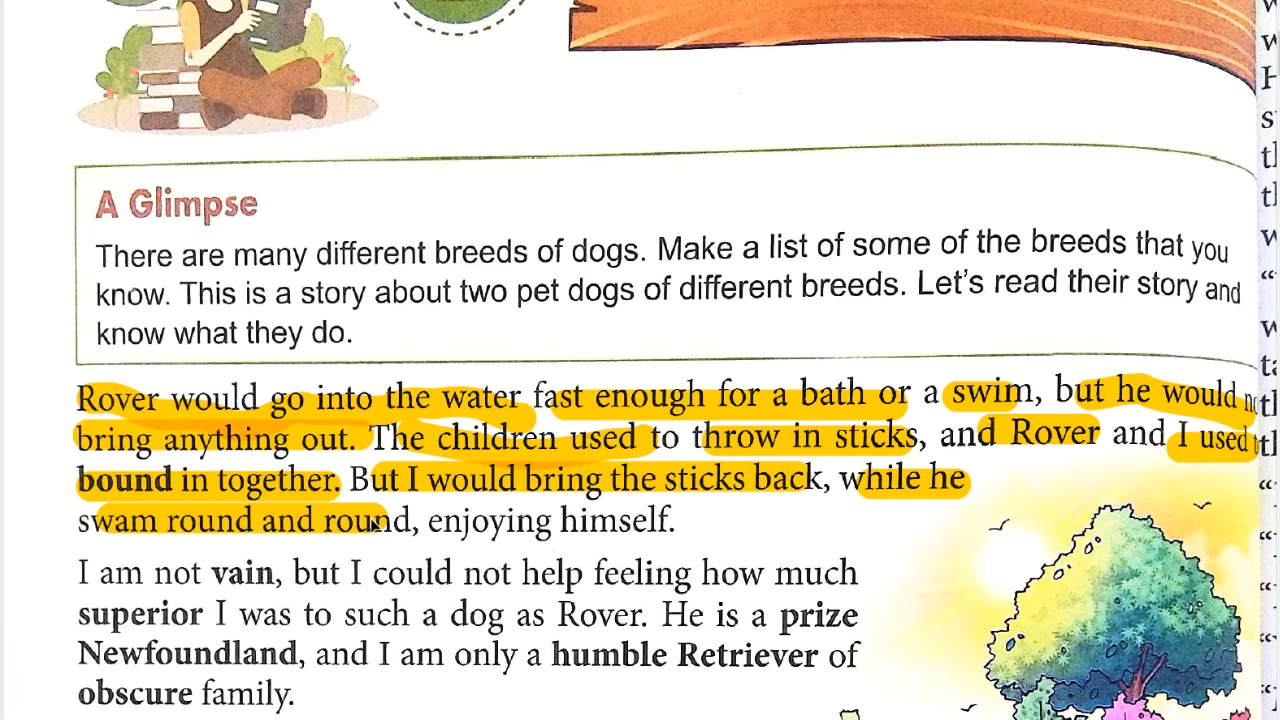 A Glimpse
There are many different breeds of dogs. Make a list of some of the breeds that you
know. This is a story about two pet dogs of different breeds. Let's read their story and
know what they do.
Rover would go into the water fast enough for a bath or a swim, but he would
bring anything out. The children used to throw in sticks, and Rover and I used
bound in together. But I would bring the sticks back, while he
swam round and round, enjoying himself.
I am not vain, but I could not help feeling how much
superior I was to such a dog as Rover. He is a prize
Newfoundland, and I am only a humble Retriever of
obscure family.